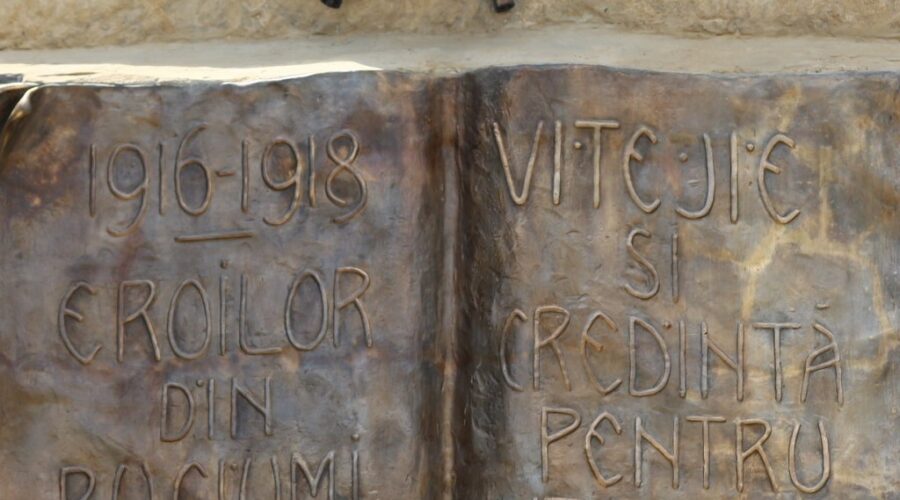 1916-1918
EROILOR
DIN
VITEJIE
SI
CREDINTĂ
PENTRU